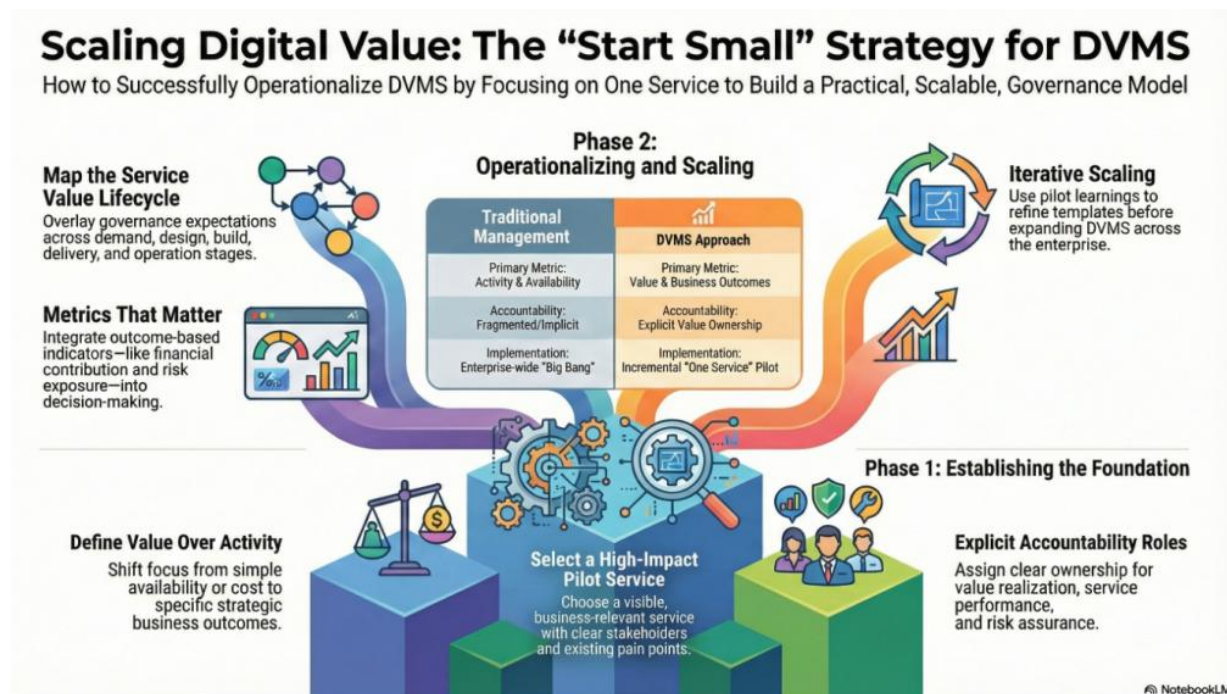 Scaling Digital Value: The “Start Small” Strategy for DVMS
How to Successfully Operationalize DVMS by Focusing on One Service to Build a Practical, Scalable, Governance Model
Phase 2:
Operationalizing and Scaling
Map the Service
Value Lifecycle
Overlay governance expectations
across demand, design, build,
delivery, and operation stages.
Metrics That Matter
Integrate outcome-based
indicators—like financial
contribution and risk
exposure—into
decision-making.
Traditional
Management
Primary Metric:
Activity & Availability
Accountability:
Fragmented/Implicit
Implementation:
Enterprise-wide “Big Bang”
DVMS Approach
Primary Metric:
Value & Business Outcomes
Accountability:
Explicit Value Ownership
Implementation:
Incremental “One Service” Pilot
Iterative Scaling
Use pilot learnings to
refine templates before
expanding DVMS across
the enterprise.
Phase 1: Establishing the Foundation
Define Value Over Activity
Shift focus from simple
availability or cost to
specific strategic
business outcomes.
$
Select a High-Impact
Pilot Service
Choose a visible,
business-relevant service
with clear stakeholders
and existing pain points.
Explicit Accountability Roles
Assign clear ownership for
value realization, service
performance,
and risk assurance.